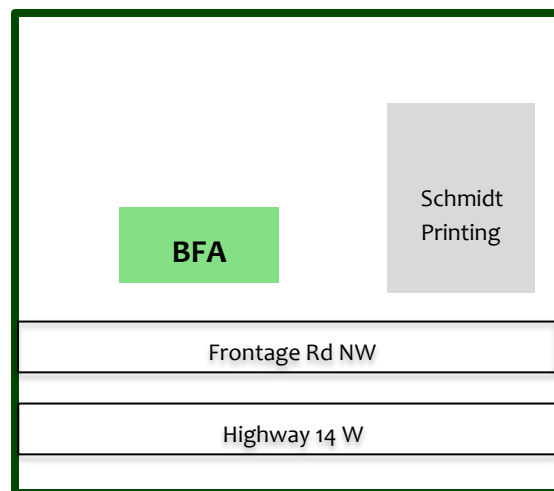 Schmidt
Printing
BFA
Frontage Rd NW
Highway 14 W